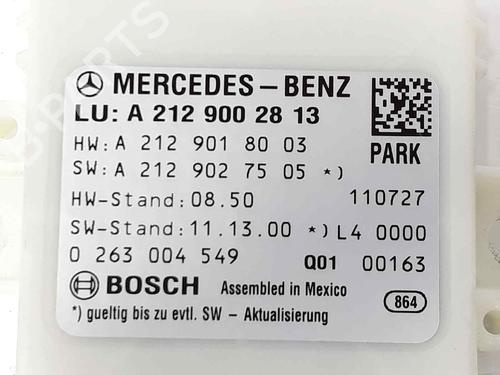 MERCEDES-BENZ
LU: A 212 900 28 13
HW: A 212 901 80 03
PARK
SW: A 212 902 75 05 *)
HW-Stand: 08.50 110727
SW-Stand: 11.13.00 *) L4 0000
0 263 004 549 Q01 00163
BOSCH Assembled in Mexico
864
*) gueltig bis zu evtl. SW - Aktualisierung